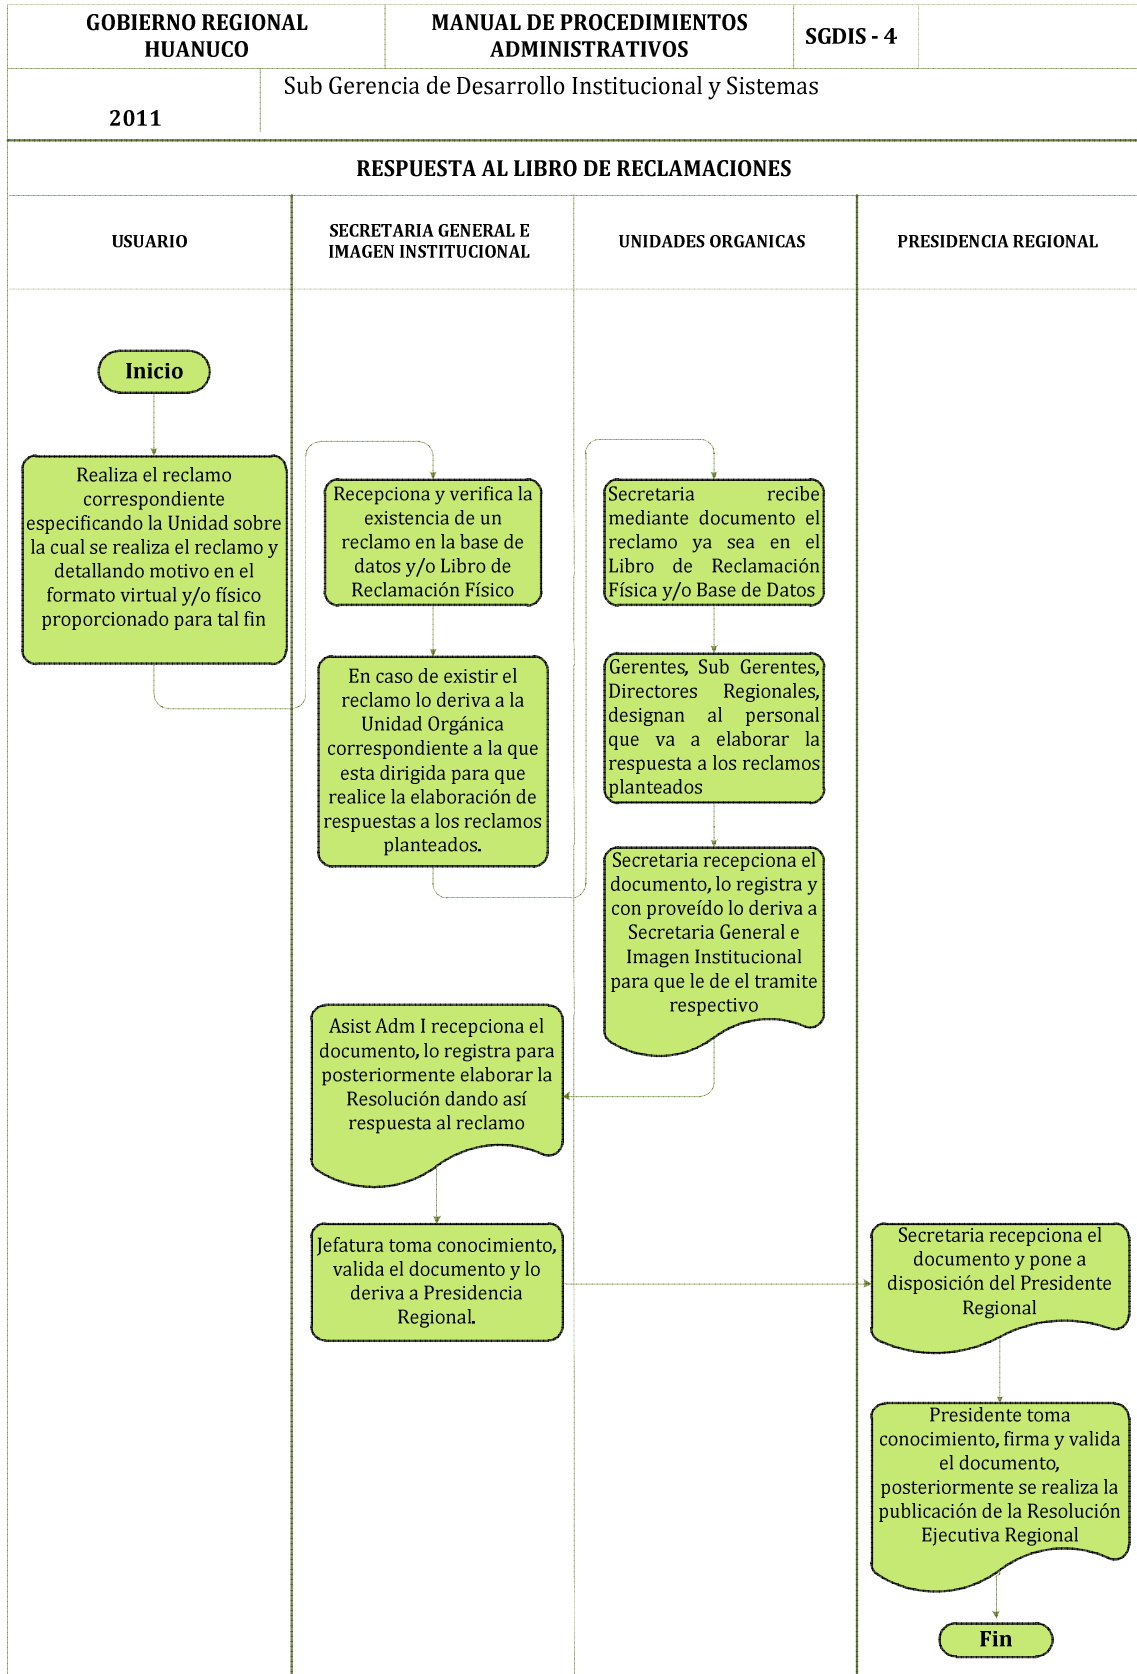 GOBIERNO REGIONAL
HUANUCO
MANUAL DE PROCEDIMIENTOS
ADMINISTRATIVOS
SGDIS - 4
2011
Sub Gerencia de Desarrollo Institucional y Sistemas
RESPUESTA AL LIBRO DE RECLAMACIONES
USUARIO
SECRETARIA GENERAL E
IMAGEN INSTITUCIONAL
UNIDADES ORGANICAS
PRESIDENCIA REGIONAL
Inicio
Realiza el reclamo
correspondiente
especificando la Unidad sobre
la cual se realiza el reclamo y
detallando motivo en el
formato virtual y/o físico
proporcionado para tal fin
Recepciona y verifica la
existencia de un
reclamo en la base de
datos y/o Libro de
Reclamación Físico
En caso de existir el
reclamo lo deriva a la
Unidad Orgánica
correspondiente a la que
esta dirigida para que
realice la elaboración de
respuestas a los reclamos
planteados.
Secretaria recibe
mediante documento el
reclamo ya sea en el
Libro de Reclamación
Física y/o Base de Datos
Gerentes, Sub Gerentes,
Directores Regionales,
designan al personal
que va a elaborar la
respuesta a los reclamos
planteados
Secretaria recepciona el
documento, lo registra y
con proveído lo deriva a
Secretaria General e
Imagen Institucional
para que le de el tramite
respectivo
Asist Adm I recepciona el
documento, lo registra para
posteriormente elaborar la
Resolución dando así
respuesta al reclamo
Jefatura toma conocimiento,
valida el documento y lo
deriva a Presidencia
Regional.
Secretaria recepciona el
documento y pone a
disposición del Presidente
Regional
Presidente toma
conocimiento, firma y valida
el documento,
posteriormente se realiza la
publicación de la Resolución
Ejecutiva Regional
Fin